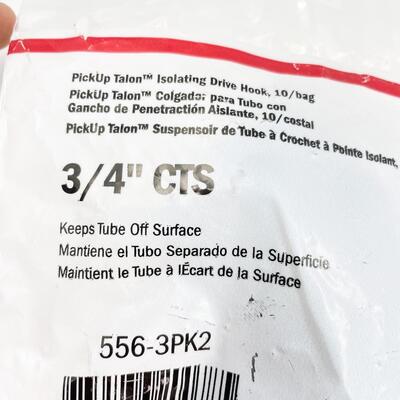 PickUp Talon™ Isolating Drive Hook, 10/bag
PickUp Talon™ Colgador para Tubo con
Gancho de Penetración Aislante, 10/costal
PickUp Talon™ Suspensoir de Tube à Crochet à Pointe Isolant,
3/4" CTS
Keeps Tube Off Surface
Mantiene el Tubo Separado de la Superficie
Maintient le Tube à lÉcart de la Surface
556-3PK2